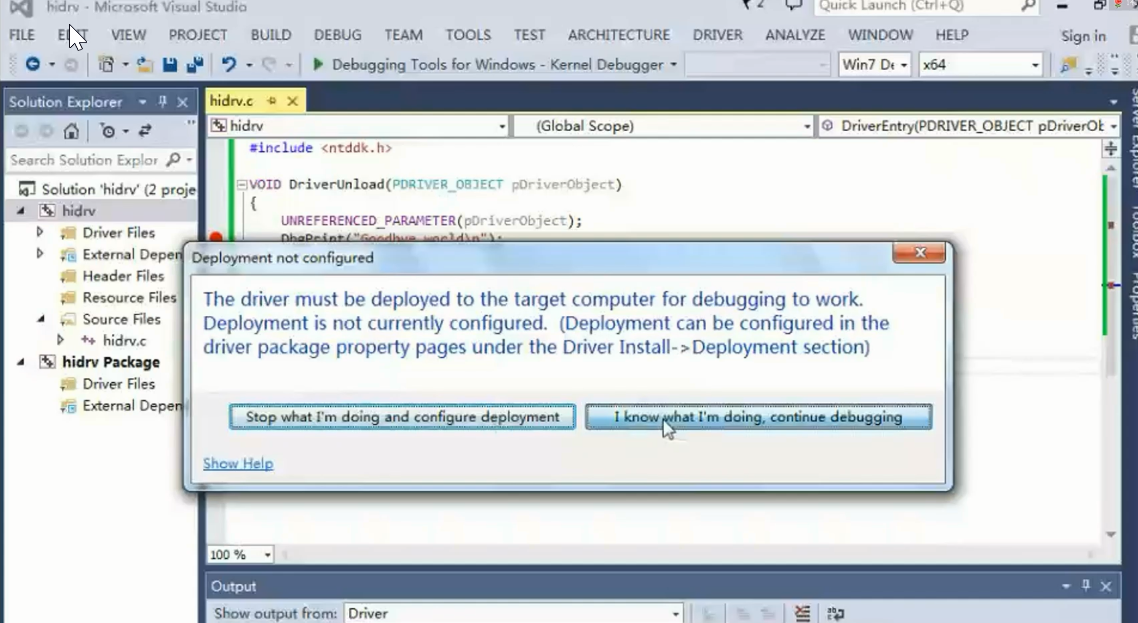 hidrv - Microsoft Visual Studio
2
Quick Launch (Ctrl+Q)
FILE EDIT VIEW PROJECT BUILD DEBUG TEAM TOOLS TEST ARCHITECTURE DRIVER ANALYZE WINDOW HELP Sign in
Debugging Tools for Windows - Kernel Debugger
Win7 De
x64
Solution Explorer
hidrv.c
hidrv
(Global Scope)
DriverEntry(PDRIVER_OBJECT pDriverOb
Search Solution Explor
Solution 'hidrv' (2 proje
hidrv
Driver Files
External Depen
Header Files
Resource Files
Source Files
hidrv.c
hidrv Package
Driver Files
External Depen
#include <ntddk.h>
VOID DriverUnload(PDRIVER_OBJECT pDriverObject)
{
UNREFERENCED_PARAMETER(pDriverObject);
DbgPrint("Goodbye world\n");
Deployment not configured
The driver must be deployed to the target computer for debugging to work.
Deployment is not currently configured. (Deployment can be configured in the
driver package property pages under the Driver Install->Deployment section)
Stop what I'm doing and configure deployment
I know what I'm doing, continue debugging
Show Help
100 %
Output
Show output from: Driver
Server Explorer
Toolbox
Properties